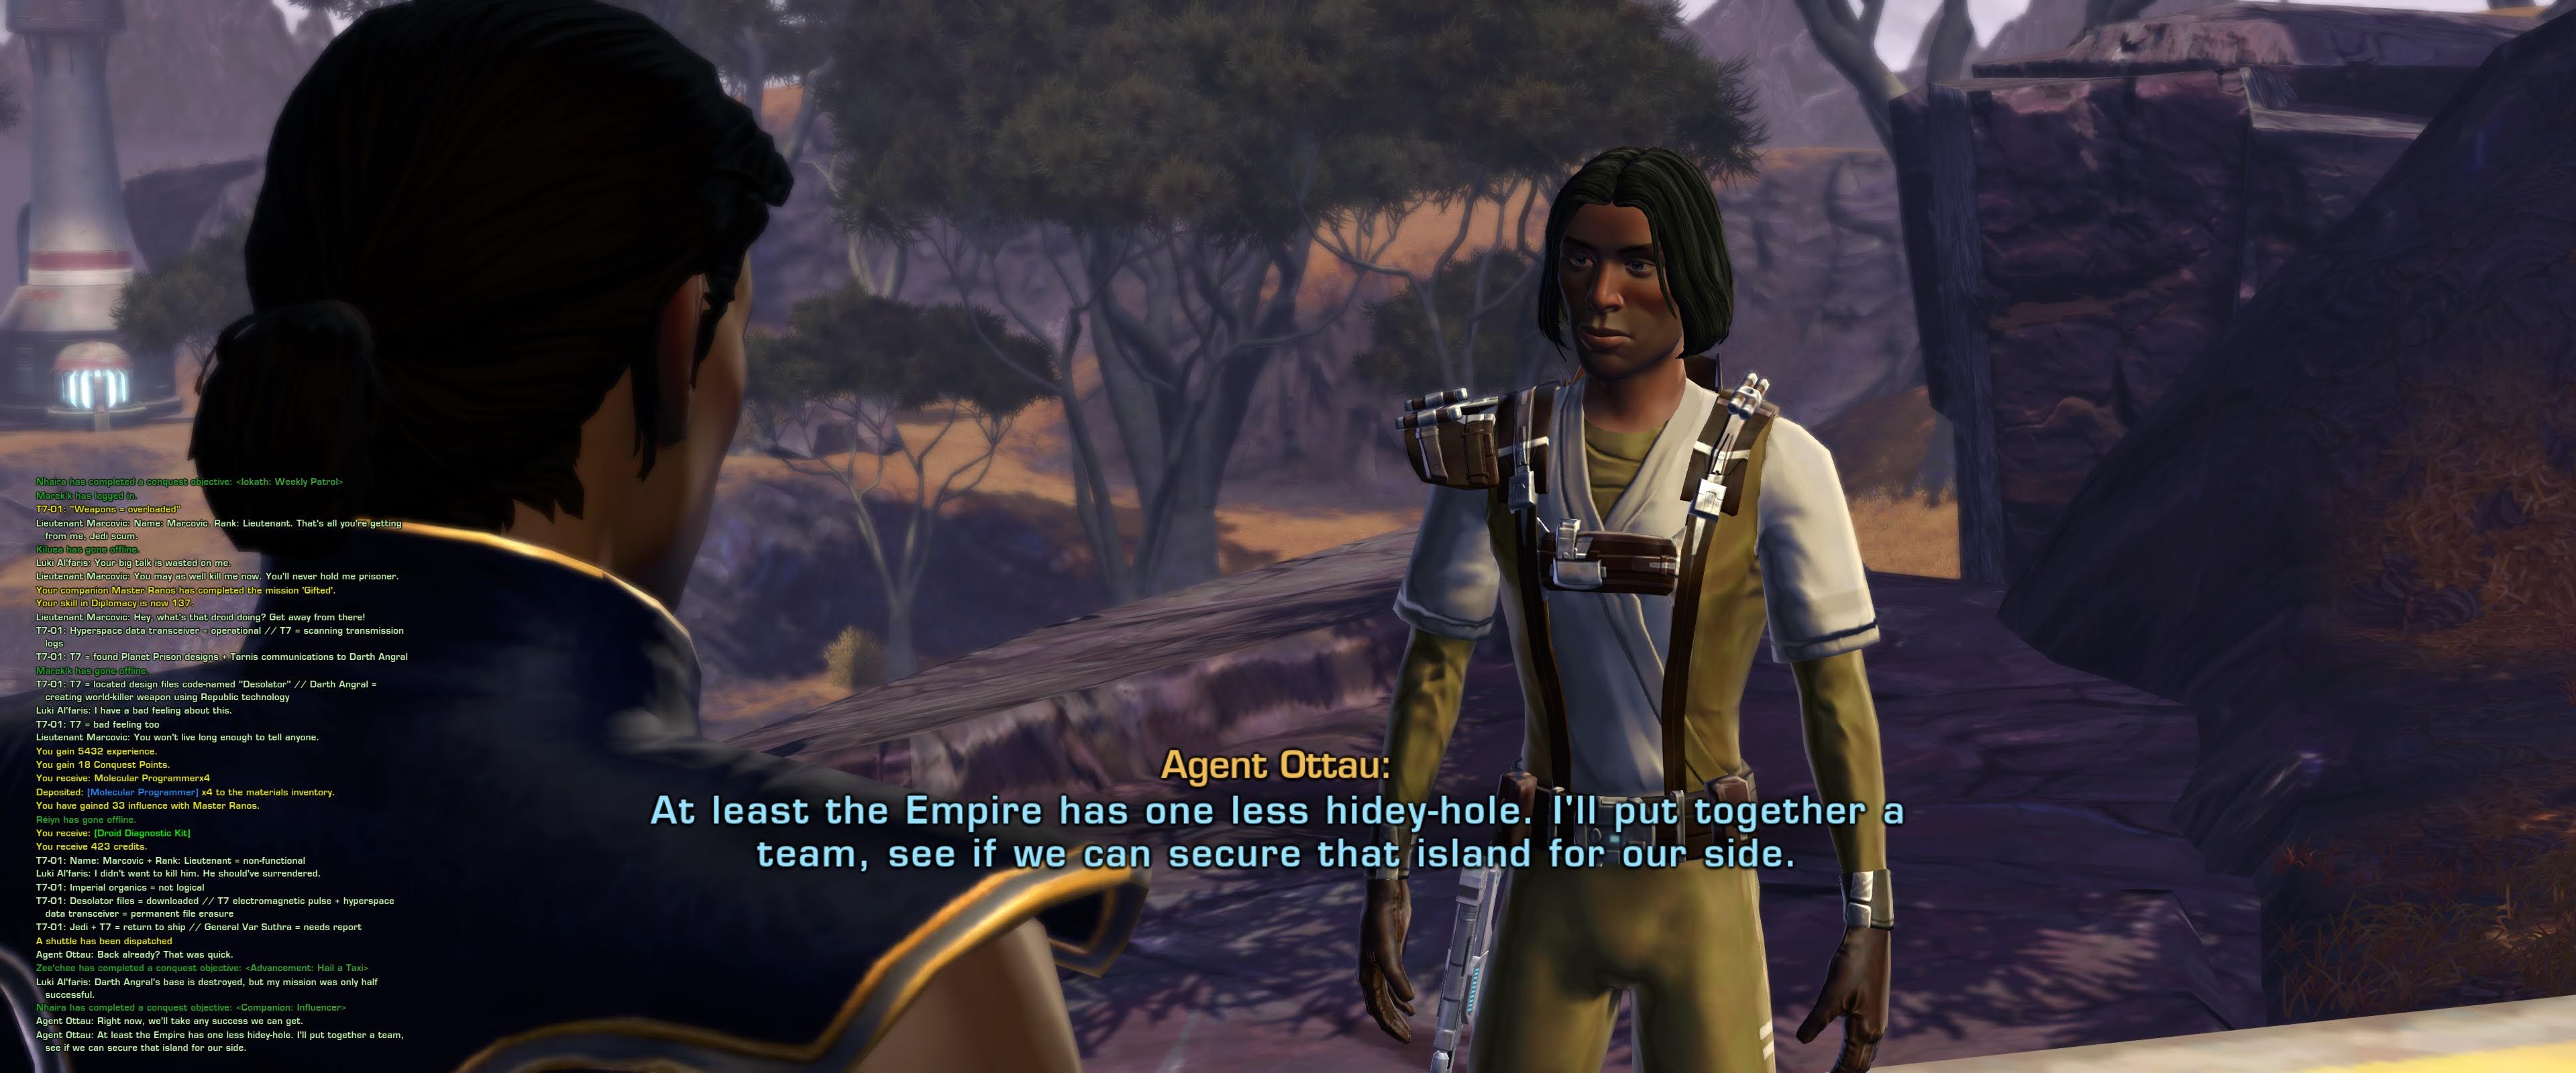 Nhaira has completed a conquest objective: <Iokath: Weekly Patrol>
Marek'k has logged in.
T7-01: "Weapons = overloaded"
Lieutenant Marcovic: Name: Marcovic. Rank: Lieutenant. That's all you're getting
from me, Jedi scum.
Kiluea has gone offline.
Luki Al'faris: Your big talk is wasted on me.
Lieutenant Marcovic: You may as well kill me now. You'll never hold me prisoner.
Your companion Master Ranos has completed the mission 'Gifted'.
Your skill in Diplomacy is now 137.
Lieutenant Marcovic: Hey, what's that droid doing? Get away from there!
T7-01: Hyperspace data transceiver = operational // T7 = scanning transmission
logs
T7-01: T7 = found Planet Prison designs + Tarnis communications to Darth Angral
Marek'k has gone offline.
T7-01: T7 = located design files code-named "Desolator" // Darth Angral =
creating world-killer weapon using Republic technology
Luki Al'faris: I have a bad feeling about this.
T7-01: T7 = bad feeling too
Lieutenant Marcovic: You won't live long enough to tell anyone.
You gain 5432 experience.
You gain 18 Conquest Points.
You receive: Molecular Programmerx4
Deposited: [Molecular Programmer] x4 to the materials inventory.
You have gained 33 influence with Master Ranos.
Réiyn has gone offline.
You receive: [Droid Diagnostic Kit]
You receive 423 credits.
T7-01: Name: Marcovic + Rank: Lieutenant = non-functional
Luki Al'faris: I didn't want to kill him. He should've surrendered.
T7-01: Imperial organics = not logical
T7-01: Desolator files = downloaded // T7 electromagnetic pulse + hyperspace
data transceiver = permanent file erasure
T7-01: Jedi + T7 = return to ship // General Var Suthra = needs report
A shuttle has been dispatched
Agent Ottau: Back already? That was quick.
Zee'chee has completed a conquest objective: <Advancement: Hail a Taxi>
Luki Al'faris: Darth Angral's base is destroyed, but my mission was only half
successful.
Nhaira has completed a conquest objective: <Companion: Influencer>
Agent Ottau: Right now, we'll take any success we can get.
Agent Ottau: At least the Empire has one less hidey-hole. I'll put together a team,
see if we can secure that island for our side.
Agent Ottau:
At least the Empire has one less hidey-hole. I'll put together a
team, see if we can secure that island for our side.